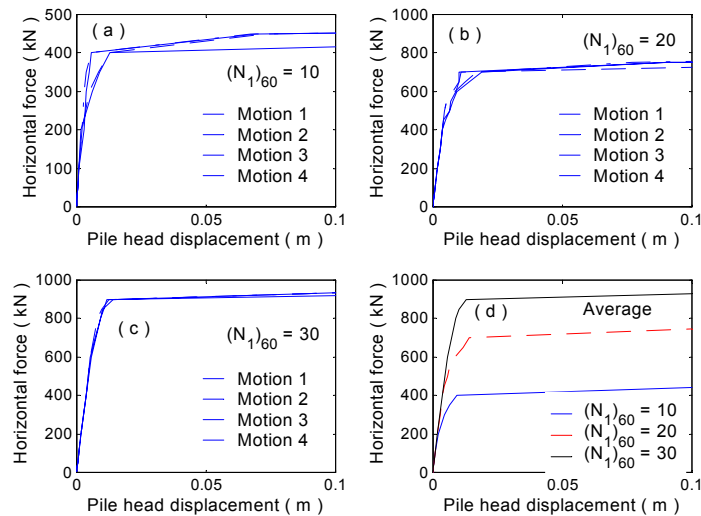 ( a )
(N1)60 = 10
Motion 1
Motion 2
Motion 3
Motion 4
Horizontal force ( kN )
500
400
300
200
100
0
0
0.05
0.1
Pile head displacement ( m )
( b )
(N1)60 = 20
Motion 1
Motion 2
Motion 3
Motion 4
Horizontal force ( kN )
1000
800
600
400
200
0
0
0.05
0.1
Pile head displacement ( m )
( c )
(N1)60 = 30
Motion 1
Motion 2
Motion 3
Motion 4
Horizontal force ( kN )
1000
800
600
400
200
0
0
0.05
0.1
Pile head displacement ( m )
( d )
Average
(N1)60 = 10
(N1)60 = 20
(N1)60 = 30
Horizontal force ( kN )
1000
800
600
400
200
0
0
0.05
0.1
Pile head displacement ( m )